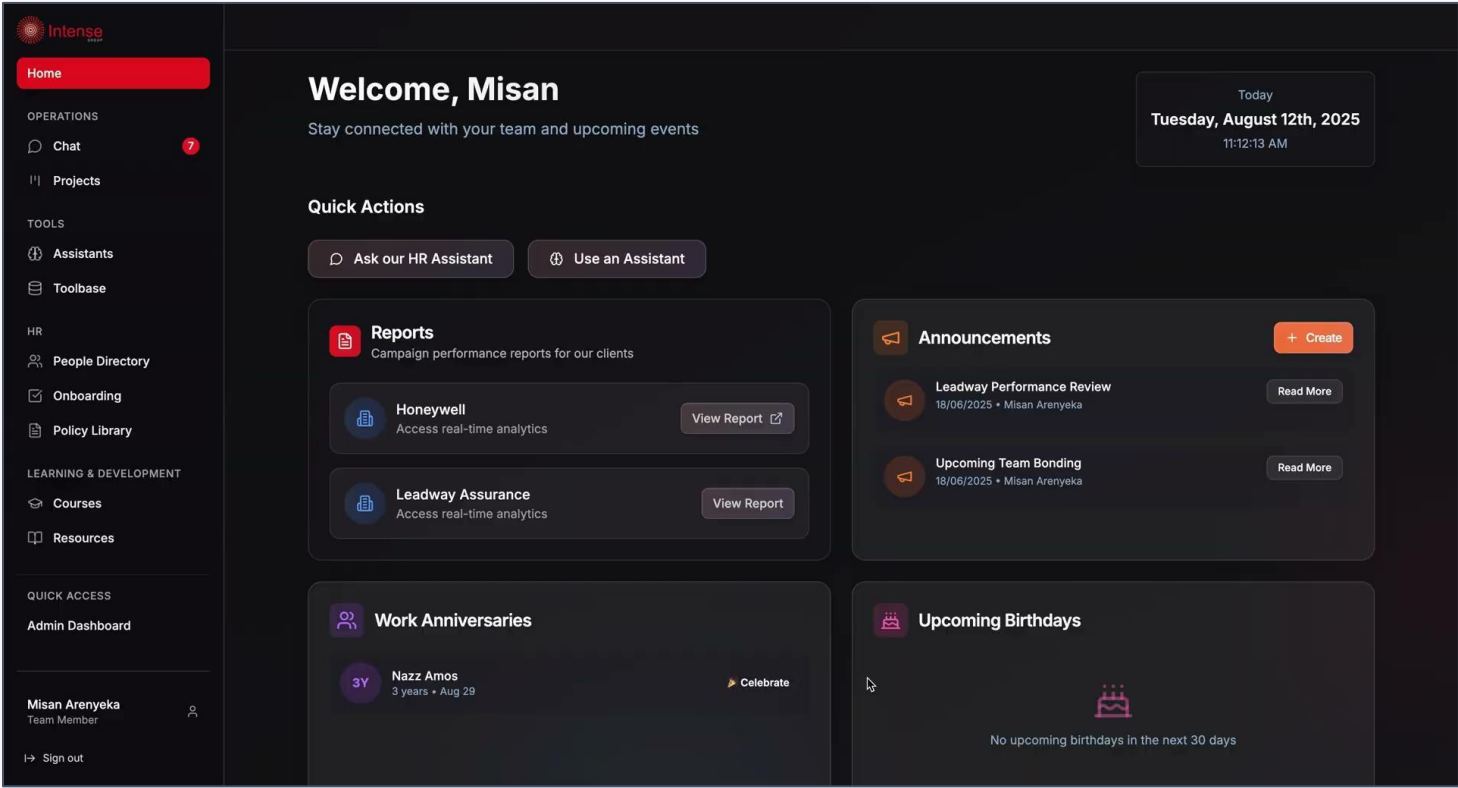 Intense
GROUP
Home
OPERATIONS
Chat
7
Projects
TOOLS
Assistants
Toolbase
HR
People Directory
Onboarding
Policy Library
LEARNING & DEVELOPMENT
Courses
Resources
QUICK ACCESS
Admin Dashboard
Misan Arenyeka
Team Member
Sign out
Welcome, Misan
Stay connected with your team and upcoming events
Today
Tuesday, August 12th, 2025
11:12:13 AM
Quick Actions
Ask our HR Assistant
Use an Assistant
Reports
Campaign performance reports for our clients
Honeywell
Access real-time analytics
View Report
Leadway Assurance
Access real-time analytics
View Report
Announcements
+ Create
Leadway Performance Review
18/06/2025 • Misan Arenyeka
Read More
Upcoming Team Bonding
18/06/2025 • Misan Arenyeka
Read More
Work Anniversaries
3Y
Nazz Amos
3 years • Aug 29
🎉 Celebrate
Upcoming Birthdays
No upcoming birthdays in the next 30 days